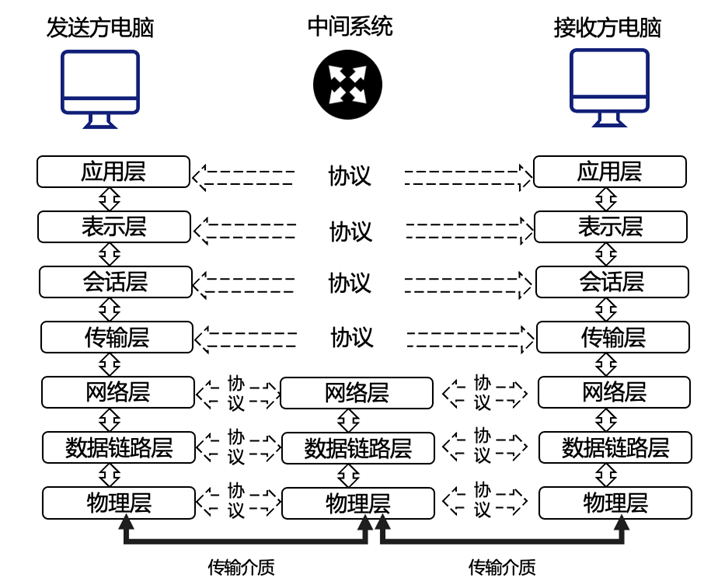 发送方电脑 中间系统 接收方电脑
应用层 协议 应用层
表示层 协议 表示层
会话层 协议 会话层
传输层 协议 传输层
网络层 协议 网络层 协议 网络层
数据链路层 协议 数据链路层 协议 数据链路层
物理层 协议 物理层 协议 物理层
传输介质 传输介质